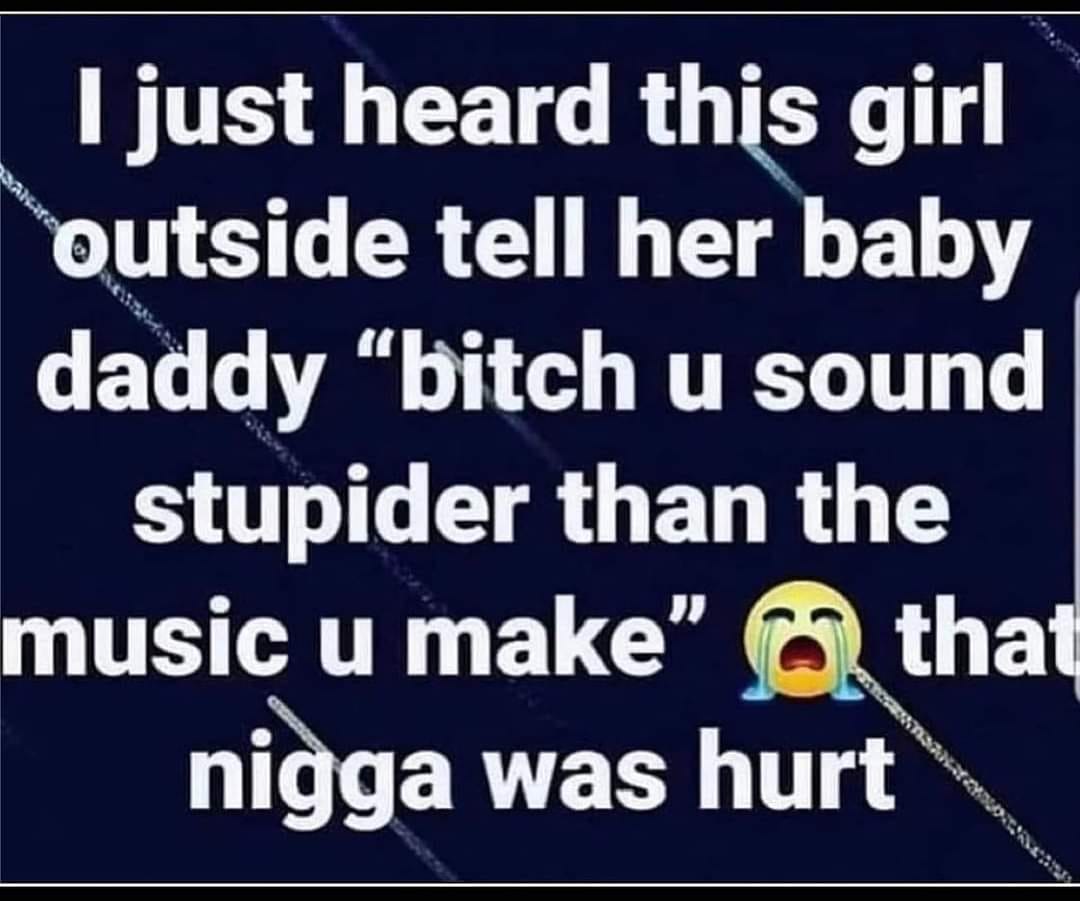 I just heard this girl
outside tell her baby
daddy “bitch u sound
stupider than the
music u make” 😭 that
nigga was hurt